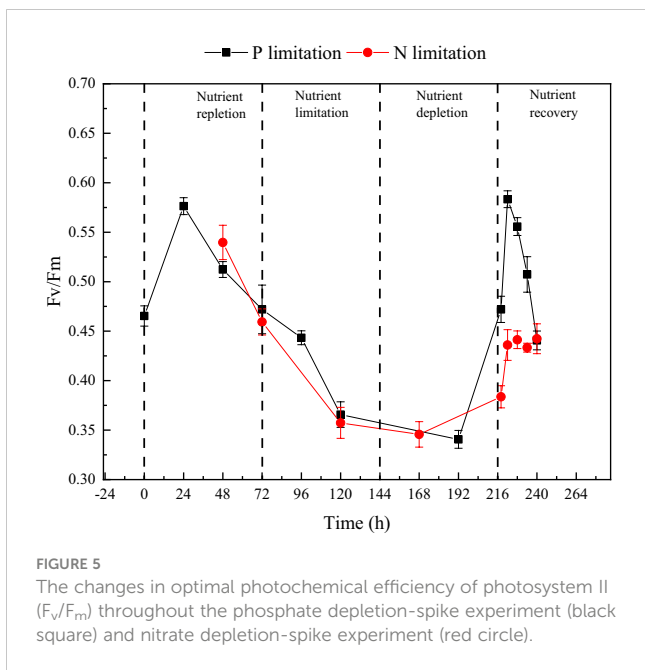 P limitation N limitation
0.70
0.65
0.60
0.55
0.50
0.45
0.40
0.35
0.30
Fv/Fm
Nutrient
repletion
Nutrient
limitation
Nutrient
depletion
Nutrient
recovery
-24 0 24 48 72 96 120 144 168 192 216 240 264
Time (h)
FIGURE 5
The changes in optimal photochemical efficiency of photosystem II
(Fv/Fm) throughout the phosphate depletion-spike experiment (black
square) and nitrate depletion-spike experiment (red circle).